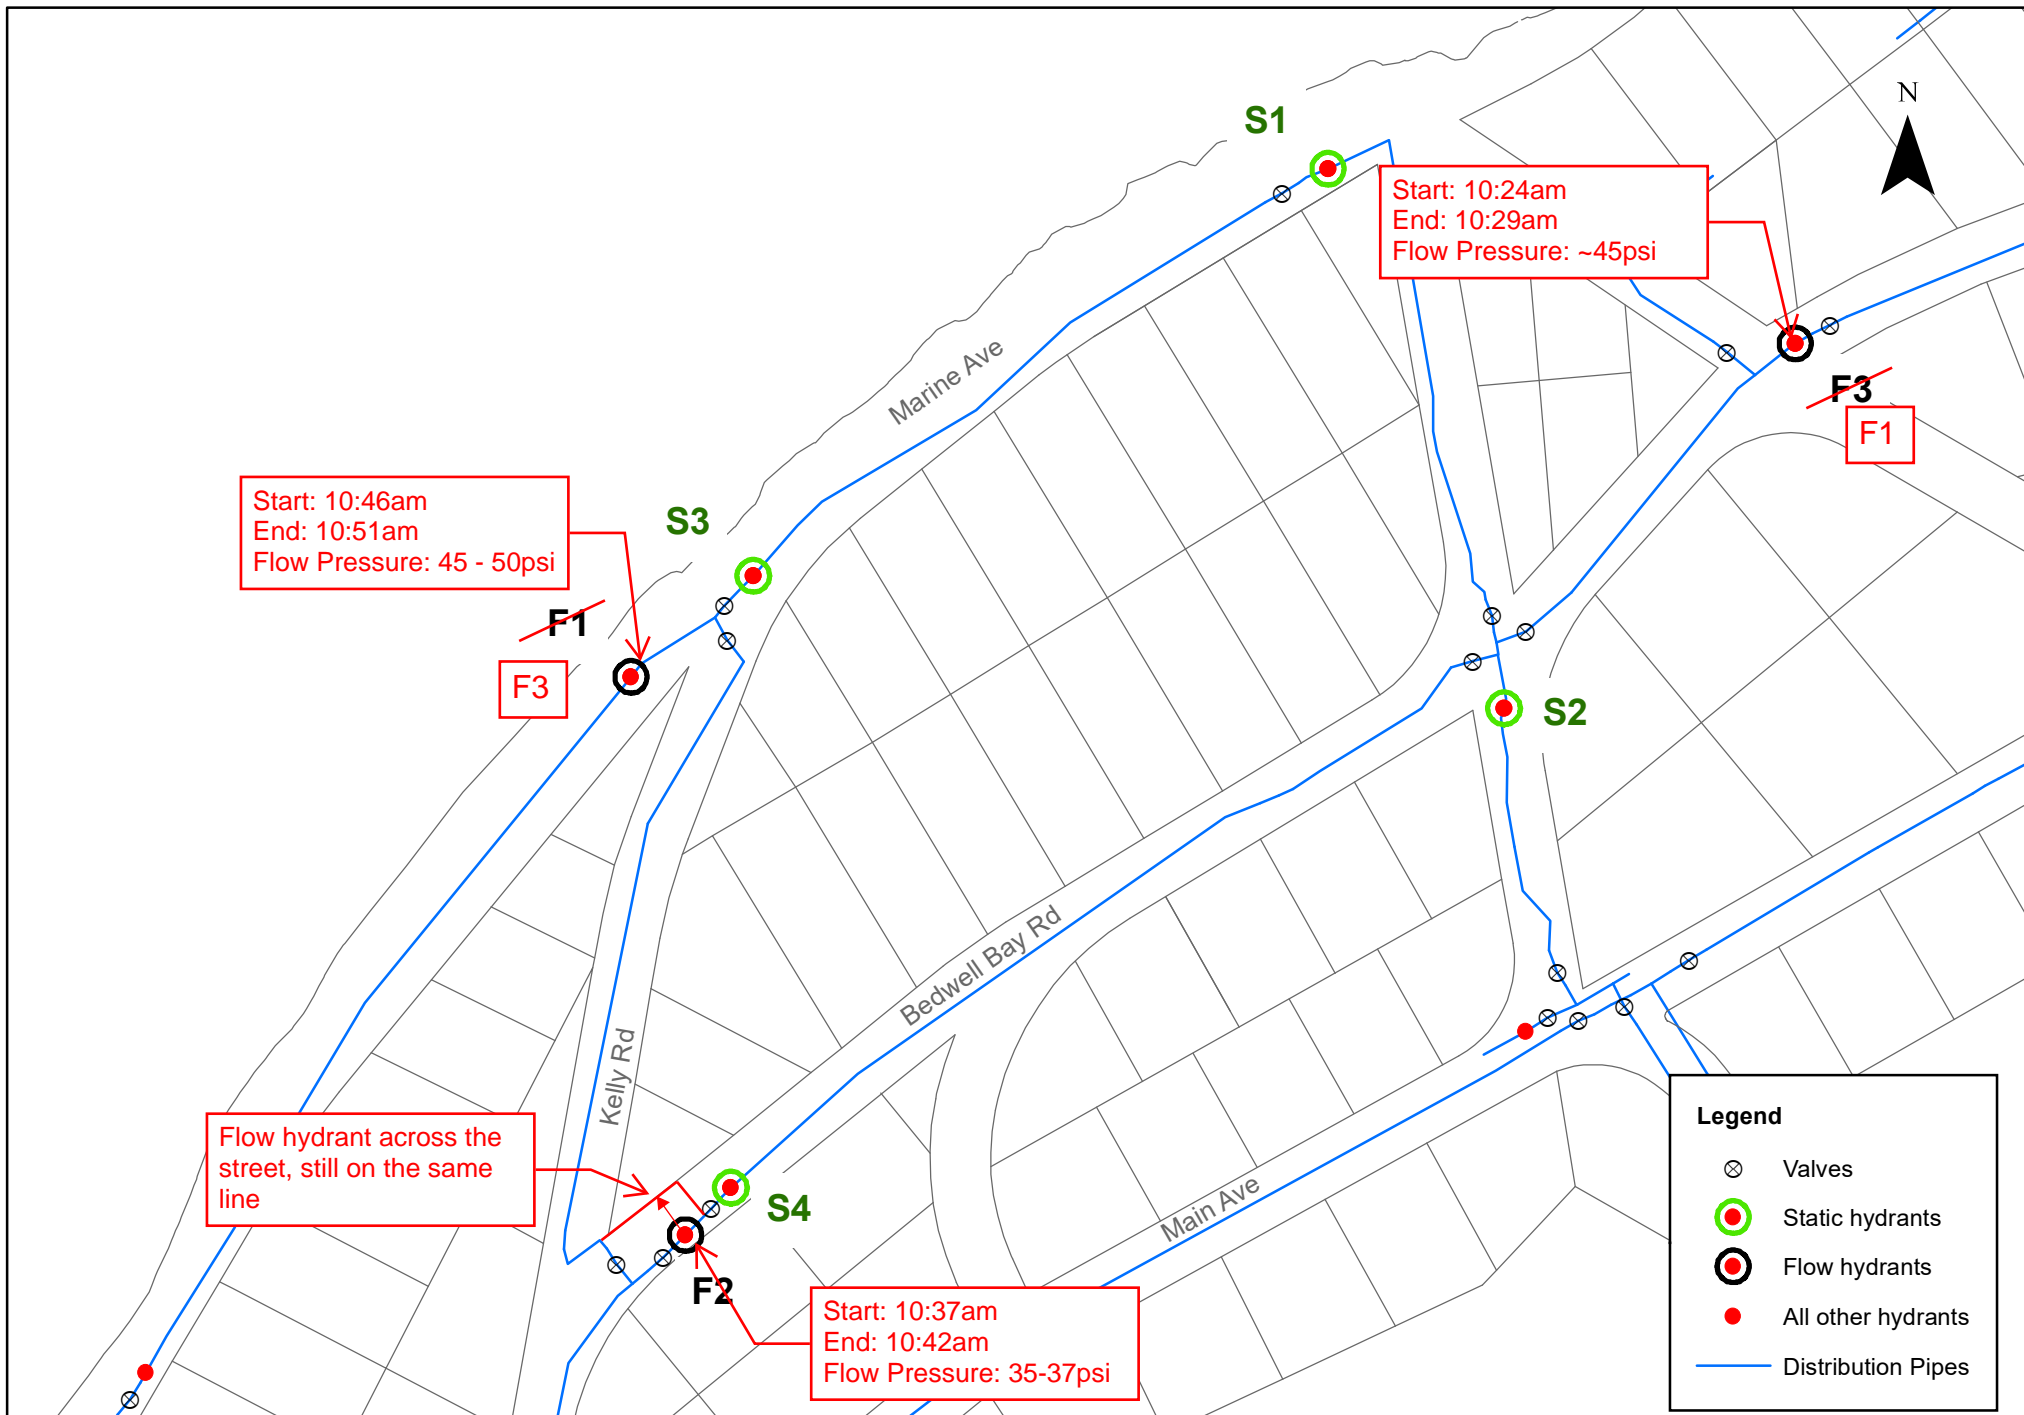 N
S1
Start: 10:24am
End: 10:29am
Flow Pressure: ~45psi
Marine Ave
F3
F1
Start: 10:46am
End: 10:51am
Flow Pressure: 45 - 50psi
S3
F1
F3
S2
Bedwell Bay Rd
Kelly Rd
Flow hydrant across the
street, still on the same
line
S4
Main Ave
F2
Start: 10:37am
End: 10:42am
Flow Pressure: 35-37psi
Legend
Valves
Static hydrants
Flow hydrants
All other hydrants
Distribution Pipes